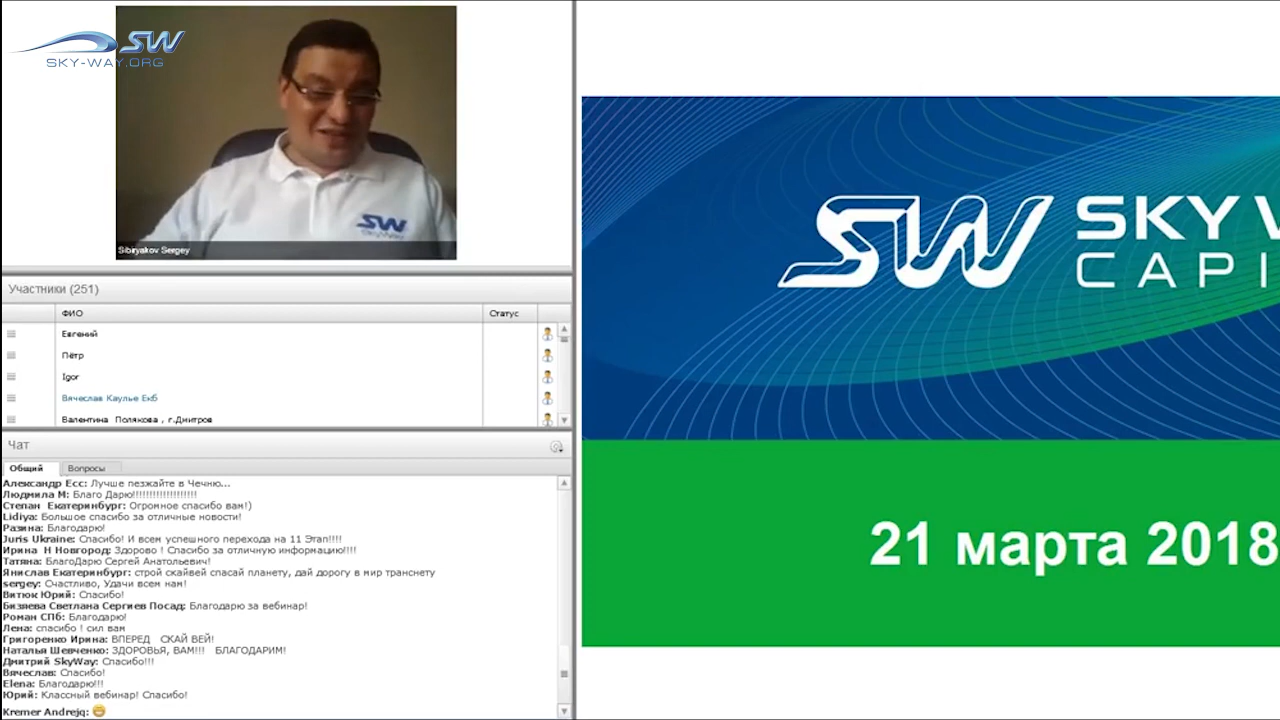 SW
SKY-WAY.ORG
SW
SkyWay
Sibiryakov Sergey
Участники (251)
ФИО
Статус
Евгений
Пётр
Igor
Вячеслав Каулье Екб
Валентина Полякова , г.Дмитров
Чат
Общий
Вопросы
Александр Есс: Лучше пезжайте в Чечню...
Людмила М: Благо Дарю!!!!!!!!!!!!!!!!!!!
Степан Екатеринбург: Огромное спасибо вам!)
Lidiya: Большое спасибо за отличные новости!
Разина: Благодарю!
Juris Ukraine: Спасибо! И всем успешного перехода на 11 Этап!!!!
Ирина Н Новгород: Здорово ! Спасибо за отличную информацию!!!!
Татяна: БлагоДарю Сергей Анатольевич!
Янислав Екатеринбург: строй скайвей спасай планету, дай дорогу в мир транснету
sergey: Счастливо, Удачи всем нам!
Витюк Юрий: Спасибо!
Бизяева Светлана Сергиев Посад: Благодарю за вебинар!
Роман СПб: Благодарю!
Лена: спасибо ! сил вам
Григоренко Ирина: ВПЕРЕД СКАЙ ВЕЙ!
Наталья Шевченко: ЗДОРОВЬЯ, ВАМ!!! БЛАГОДАРИМ!
Дмитрий SkyWay: Спасибо!!!
Вячеслав: Спасибо!
Elena: Благодарю!!!
Юрий: Классный вебинар! Спасибо!
Kremer Andrejq:
SW SKY
CAPI
21 марта 2018